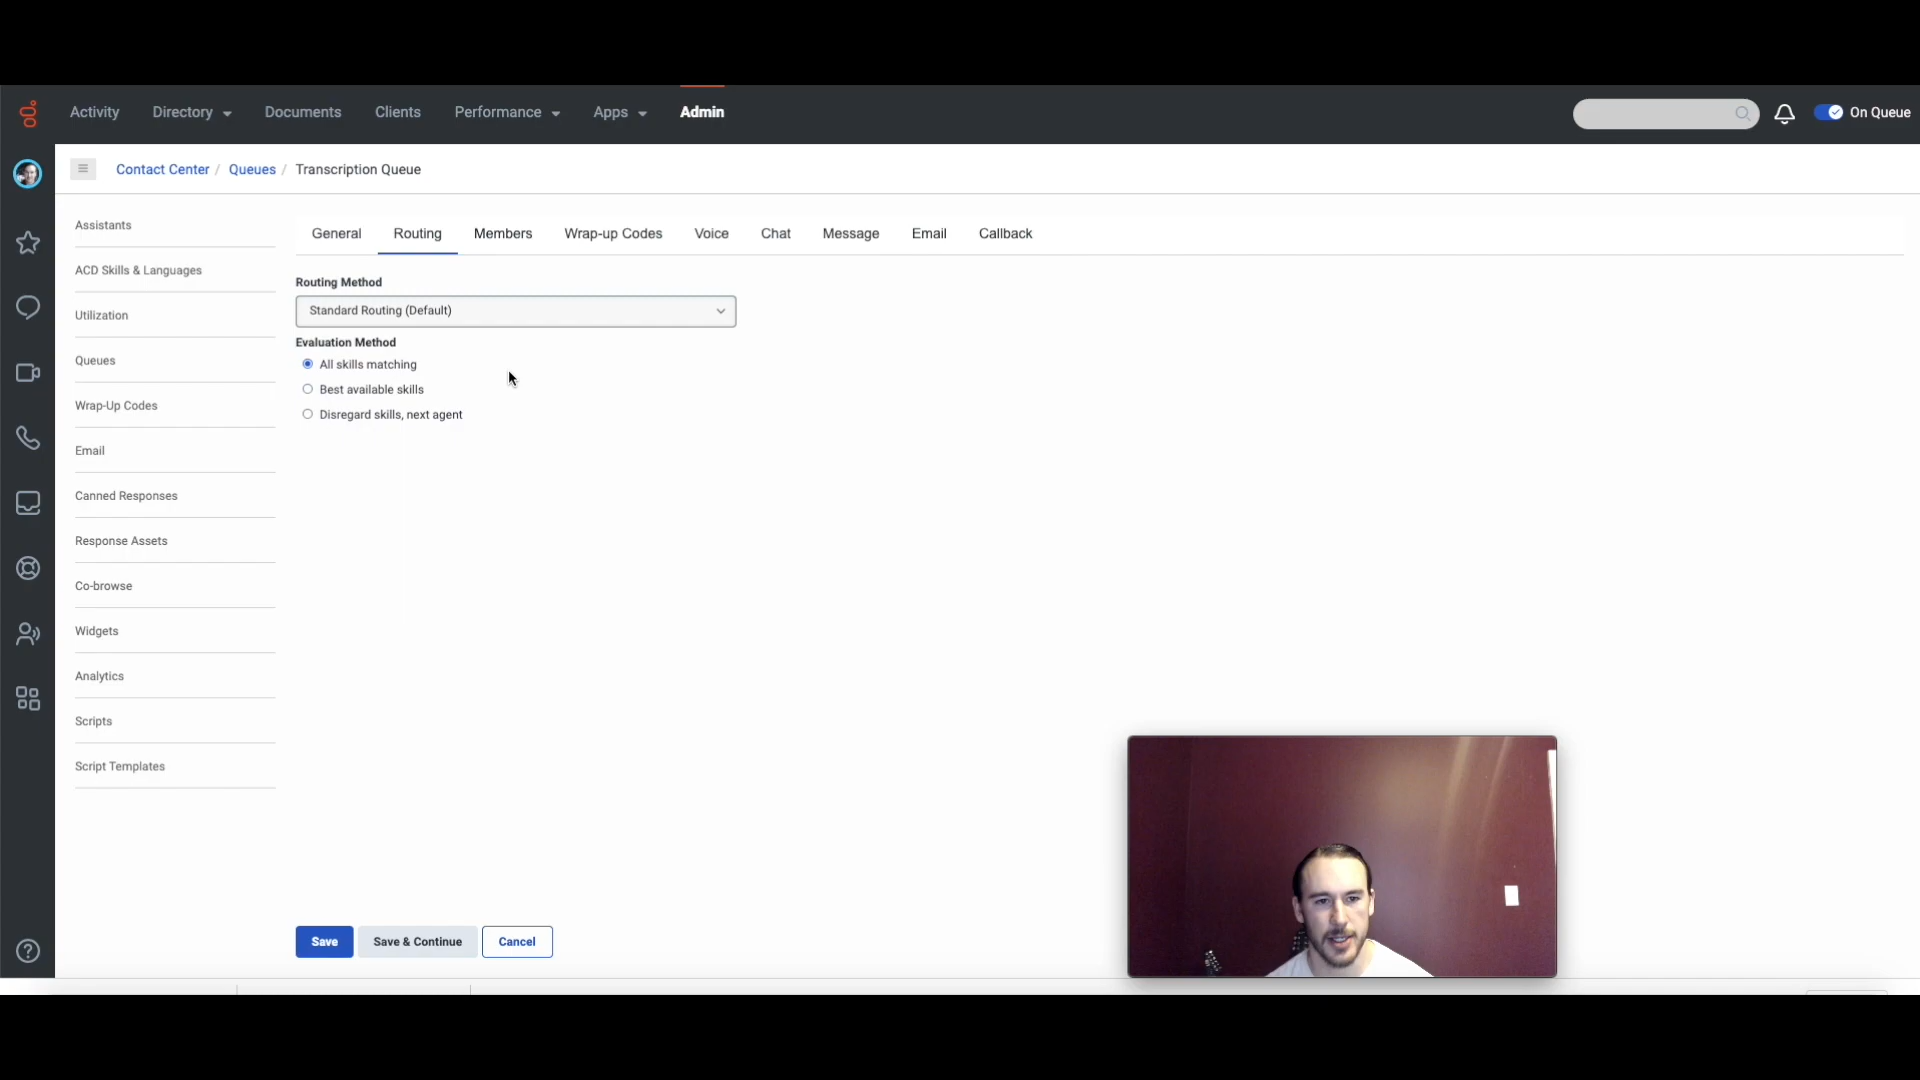 Activity Directory Documents Clients Performance Apps Admin On Queue
Contact Center / Queues / Transcription Queue
Assistants
ACD Skills & Languages
Utilization
Queues
Wrap-Up Codes
Email
Canned Responses
Response Assets
Co-browse
Widgets
Analytics
Scripts
Script Templates
General Routing Members Wrap-up Codes Voice Chat Message Email Callback
Routing Method
Standard Routing (Default)
Evaluation Method
All skills matching
Best available skills
Disregard skills, next agent
Save Save & Continue Cancel